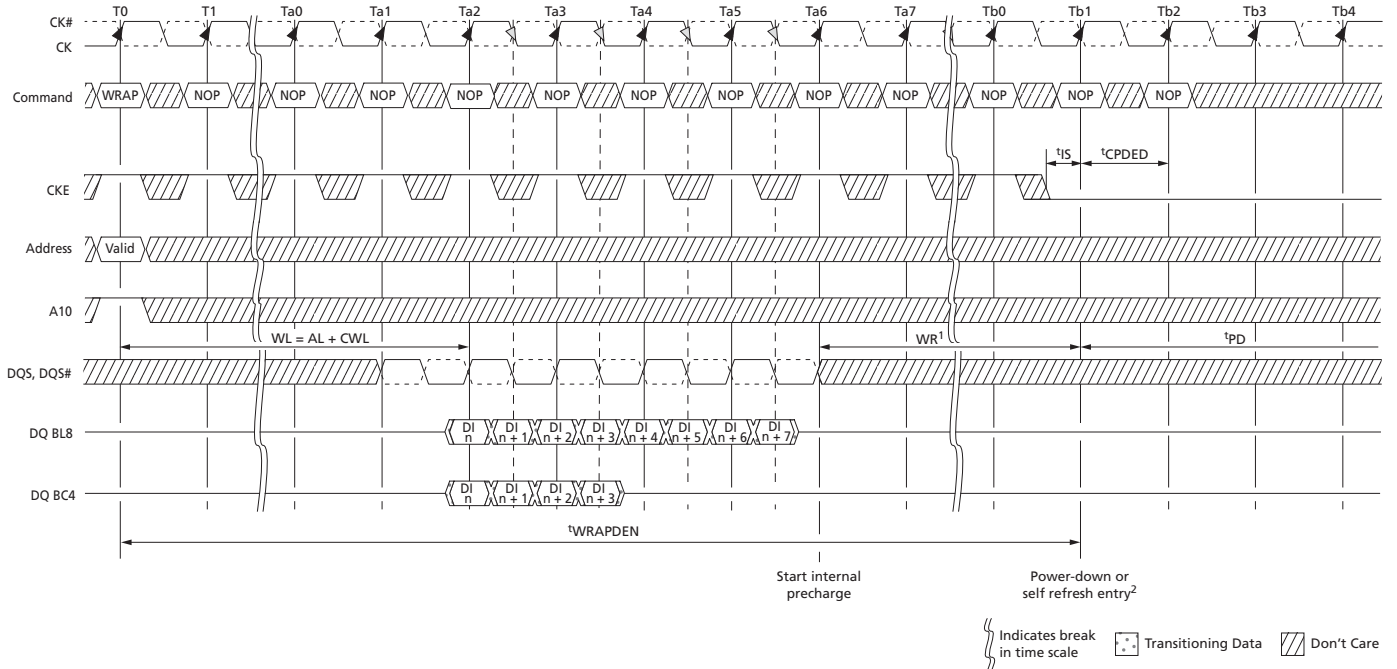 T0 T1 Ta0 Ta1 Ta2 Ta3 Ta4 Ta5 Ta6 Ta7 Tb0 Tb1 Tb2 Tb3 Tb4
CK#
CK
Command WRAP NOP NOP NOP NOP NOP NOP NOP NOP NOP NOP NOP NOP
tIS tCPDED
CKE
Address Valid
A10
WL = AL + CWL WR1 tPD
DQS, DQS#
DQ BL8 DI n DI n + 1 DI n + 2 DI n + 3 DI n + 4 DI n + 5 DI n + 6 DI n + 7
DQ BC4 DI n DI n + 1 DI n + 2 DI n + 3
tWRAPDEN
Start internal
precharge
Power-down or
self refresh entry2
Indicates break
in time scale
Transitioning Data
Don't Care